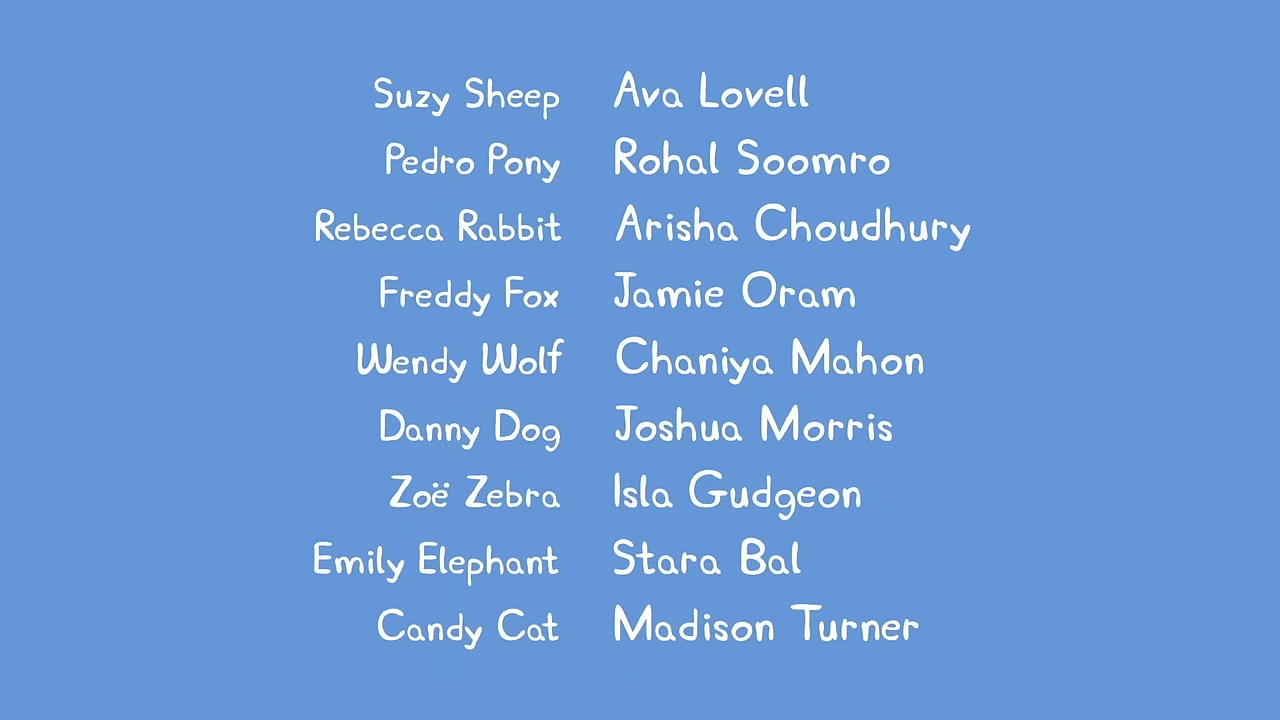 Suzy Sheep Ava Lovell
Pedro Pony Rohal Soomro
Rebecca Rabbit Arisha Choudhury
Freddy Fox Jamie Oram
Wendy Wolf Chaniya Mahon
Danny Dog Joshua Morris
Zoë Zebra Isla Gudgeon
Emily Elephant Stara Bal
Candy Cat Madison Turner